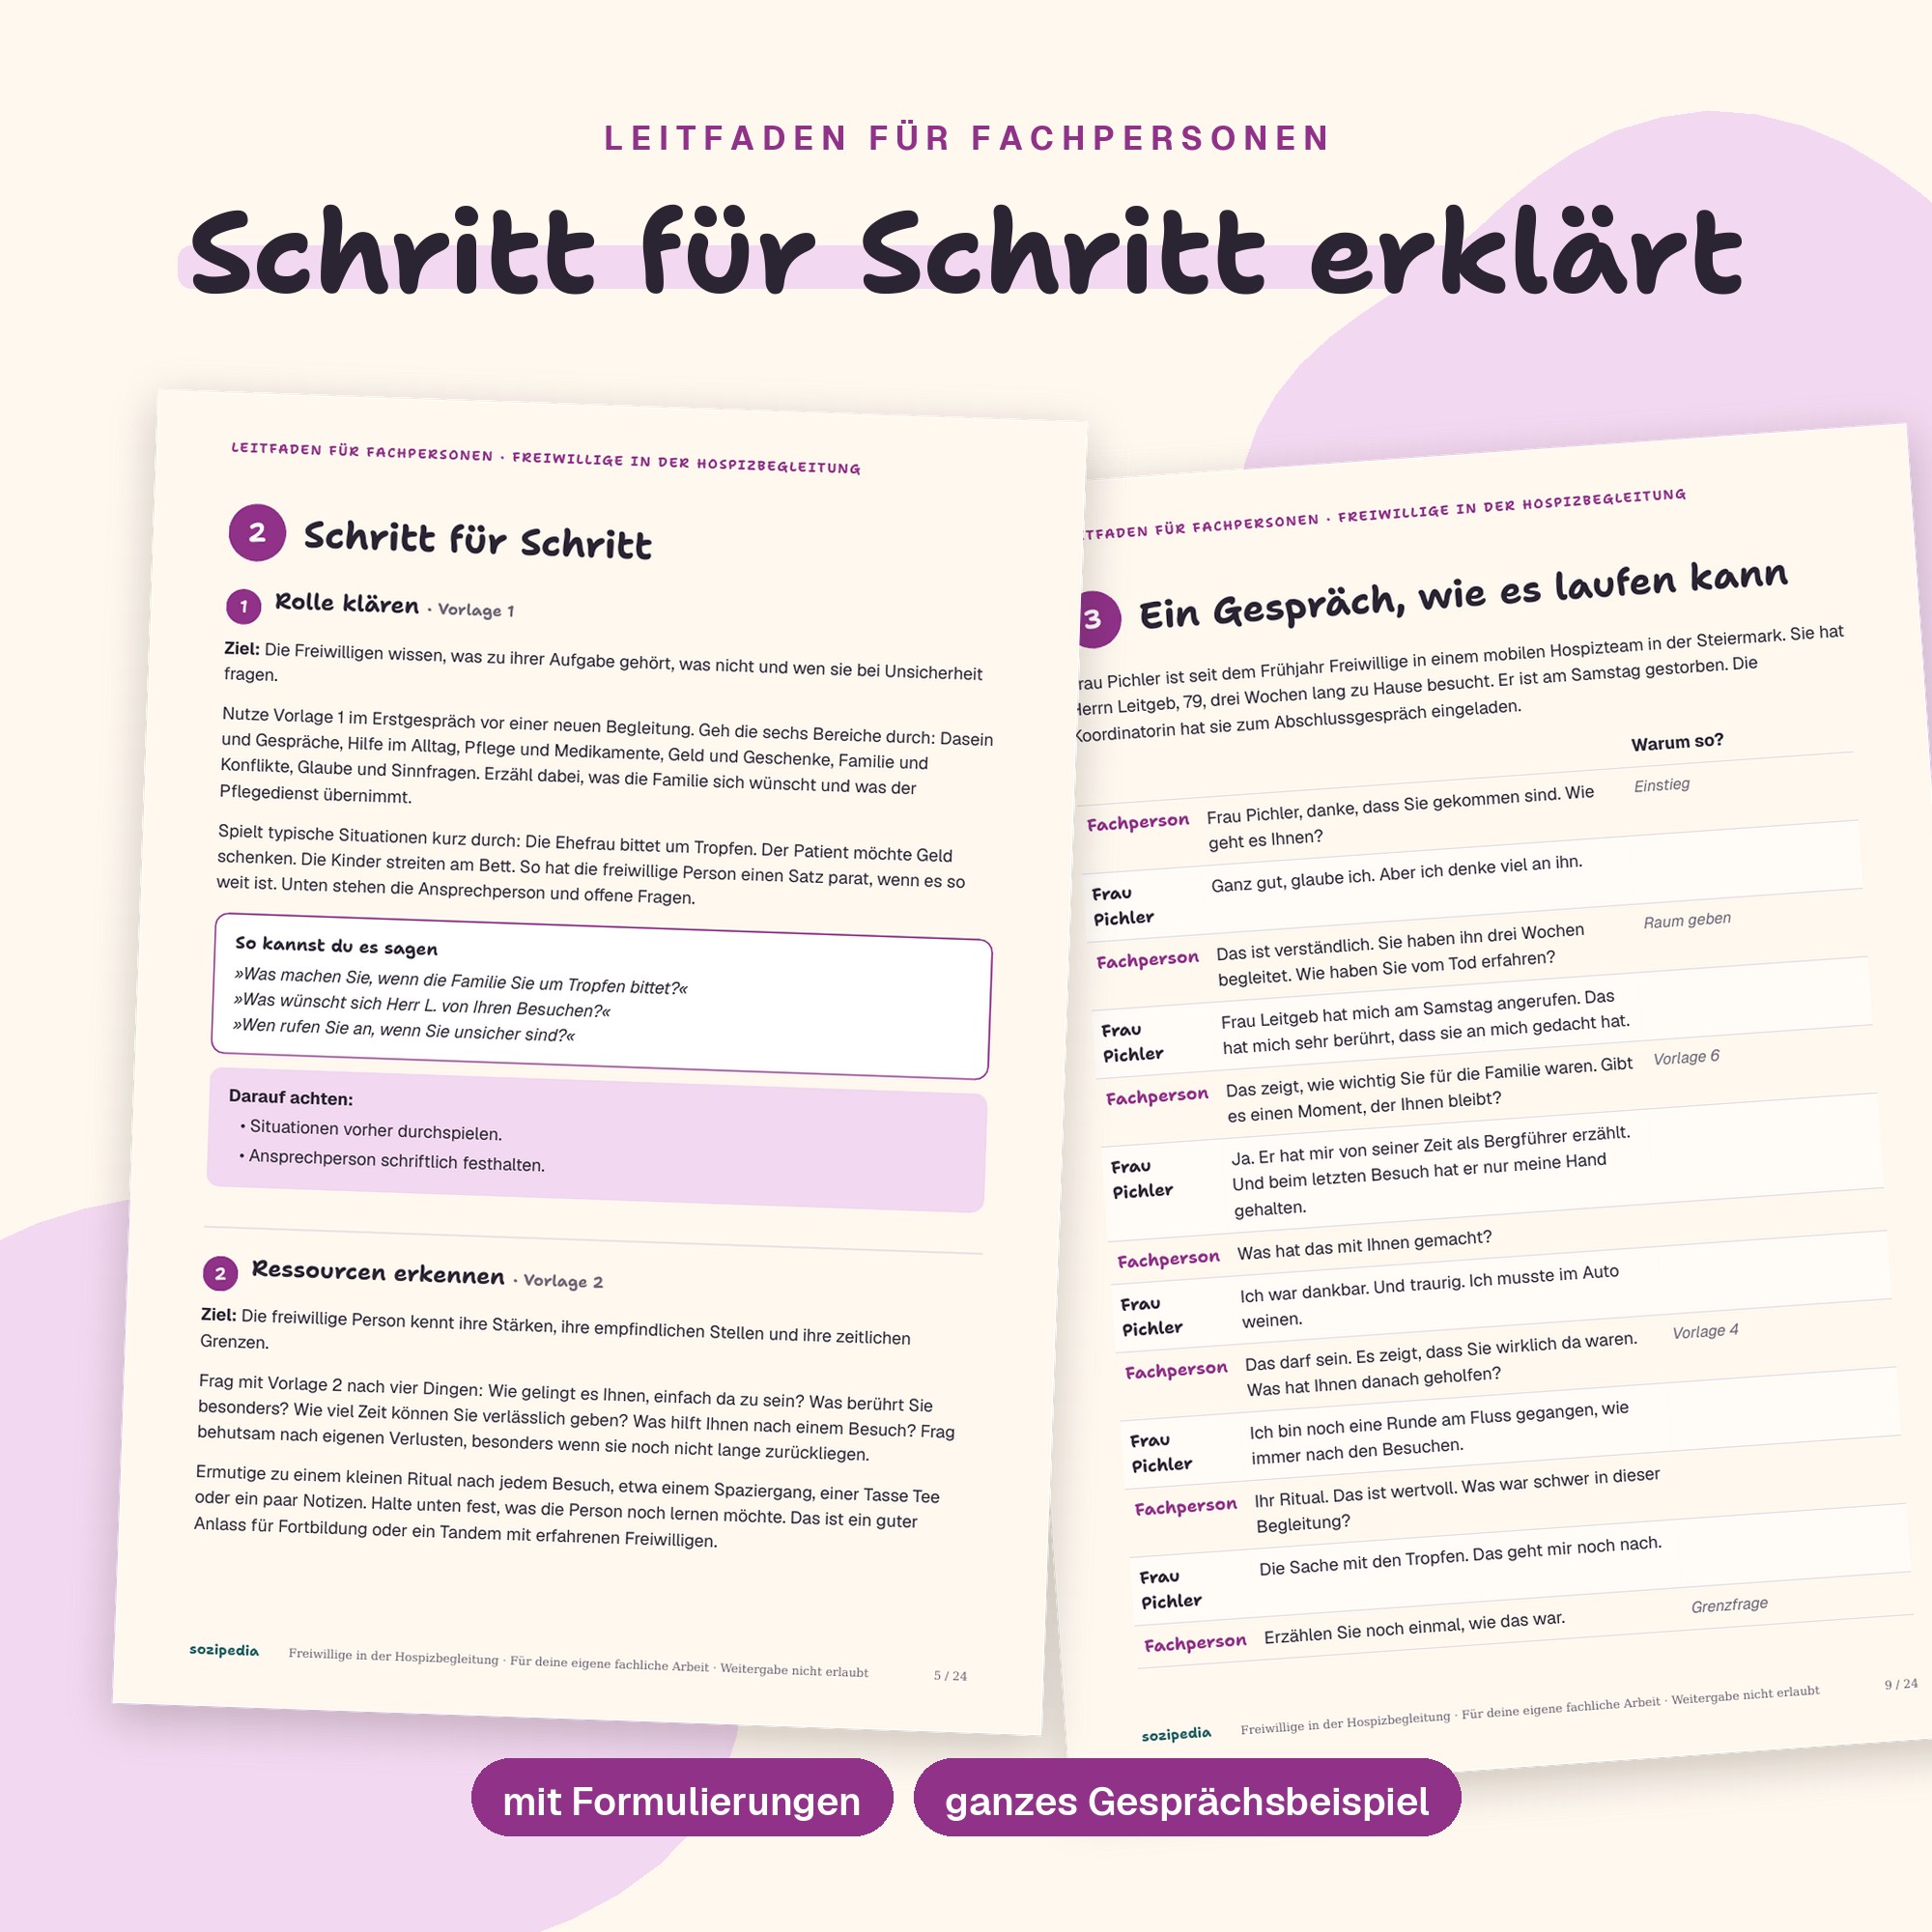 LEITFADEN FÜR FACHPERSONEN
Schritt für Schritt erklärt
LEITFADEN FÜR FACHPERSONEN · FREIWILLIGE IN DER HOSPIZBEGLEITUNG
2 Schritt für Schritt
1 Rolle klären · Vorlage 1
Ziel: Die Freiwilligen wissen, was zu ihrer Aufgabe gehört, was nicht und wen sie bei Unsicherheit
fragen.
Nutze Vorlage 1 im Erstgespräch vor einer neuen Begleitung. Geh die sechs Bereiche durch: Dasein
und Gespräche, Hilfe im Alltag, Pflege und Medikamente, Geld und Geschenke, Familie und
Konflikte, Glaube und Sinnfragen. Erzähl dabei, was die Familie sich wünscht und was der
Pflegedienst übernimmt.
Spielt typische Situationen kurz durch: Die Ehefrau bittet um Tropfen. Der Patient möchte Geld
schenken. Die Kinder streiten am Bett. So hat die freiwillige Person einen Satz parat, wenn es so
weit ist. Unten stehen die Ansprechperson und offene Fragen.
So kannst du es sagen
»Was machen Sie, wenn die Familie Sie um Tropfen bittet?«
»Was wünscht sich Herr L. von Ihren Besuchen?«
»Wen rufen Sie an, wenn Sie unsicher sind?«
Darauf achten:
• Situationen vorher durchspielen.
• Ansprechperson schriftlich festhalten.
2 Ressourcen erkennen · Vorlage 2
Ziel: Die freiwillige Person kennt ihre Stärken, ihre empfindlichen Stellen und ihre zeitlichen
Grenzen.
Frag mit Vorlage 2 nach vier Dingen: Wie gelingt es Ihnen, einfach da zu sein? Was berührt Sie
besonders? Wie viel Zeit können Sie verlässlich geben? Was hilft Ihnen nach einem Besuch? Frag
behutsam nach eigenen Verlusten, besonders wenn sie noch nicht lange zurückliegen.
Ermutige zu einem kleinen Ritual nach jedem Besuch, etwa einem Spaziergang, einer Tasse Tee
oder ein paar Notizen. Halte unten fest, was die Person noch lernen möchte. Das ist ein guter
Anlass für Fortbildung oder ein Tandem mit erfahrenen Freiwilligen.
sozipedia Freiwillige in der Hospizbegleitung · Für deine eigene fachliche Arbeit · Weitergabe nicht erlaubt 5 / 24
TFADEN FÜR FACHPERSONEN · FREIWILLIGE IN DER HOSPIZBEGLEITUNG
3 Ein Gespräch, wie es laufen kann
rau Pichler ist seit dem Frühjahr Freiwillige in einem mobilen Hospizteam in der Steiermark. Sie hat
Herrn Leitgeb, 79, drei Wochen lang zu Hause besucht. Er ist am Samstag gestorben. Die
Koordinatorin hat sie zum Abschlussgespräch eingeladen.
Warum so?
Fachperson Frau Pichler, danke, dass Sie gekommen sind. Wie Einstieg
geht es Ihnen?
Frau Ganz gut, glaube ich. Aber ich denke viel an ihn.
Pichler
Fachperson Das ist verständlich. Sie haben ihn drei Wochen Raum geben
begleitet. Wie haben Sie vom Tod erfahren?
Frau Frau Leitgeb hat mich am Samstag angerufen. Das
Pichler hat mich sehr berührt, dass sie an mich gedacht hat.
Fachperson Das zeigt, wie wichtig Sie für die Familie waren. Gibt Vorlage 6
es einen Moment, der Ihnen bleibt?
Frau Ja. Er hat mir von seiner Zeit als Bergführer erzählt.
Pichler Und beim letzten Besuch hat er nur meine Hand
gehalten.
Fachperson Was hat das mit Ihnen gemacht?
Frau Ich war dankbar. Und traurig. Ich musste im Auto
Pichler weinen.
Fachperson Das darf sein. Es zeigt, dass Sie wirklich da waren. Vorlage 4
Was hat Ihnen danach geholfen?
Frau Ich bin noch eine Runde am Fluss gegangen, wie
Pichler immer nach den Besuchen.
Fachperson Ihr Ritual. Das ist wertvoll. Was war schwer in dieser
Begleitung?
Frau Die Sache mit den Tropfen. Das geht mir noch nach.
Pichler
Fachperson Erzählen Sie noch einmal, wie das war. Grenzfrage
sozipedia Freiwillige in der Hospizbegleitung · Für deine eigene fachliche Arbeit · Weitergabe nicht erlaubt 9 / 24
mit Formulierungen
ganzes Gesprächsbeispiel